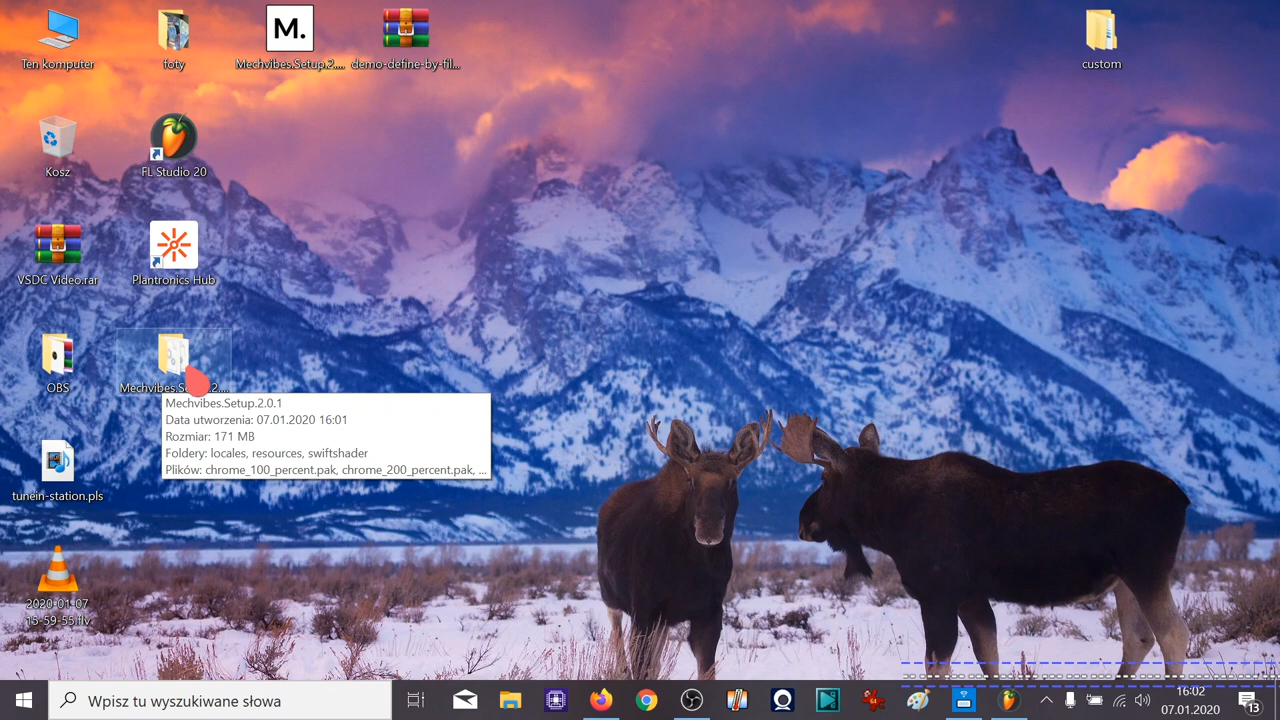 Ten komputer
foty
M.
Mechvibes.Setup.2....
demo-define-by-fil...
custom
Kosz
FL Studio 20
VSDC Video.rar
Plantronics Hub
OBS
Mechvibes.Se
2....
Mechvibes.Setup.2.0.1
Data utworzenia: 07.01.2020 16:01
Rozmiar: 171 MB
Foldery: locales, resources, swiftshader
Plików: chrome_100_percent.pak, chrome_200_percent.pak, ...
tunein-station.pls
2020-01-07
15-59-55.flv
Wpisz tu wyszukiwane słowa
16:02
07.01.2020
13